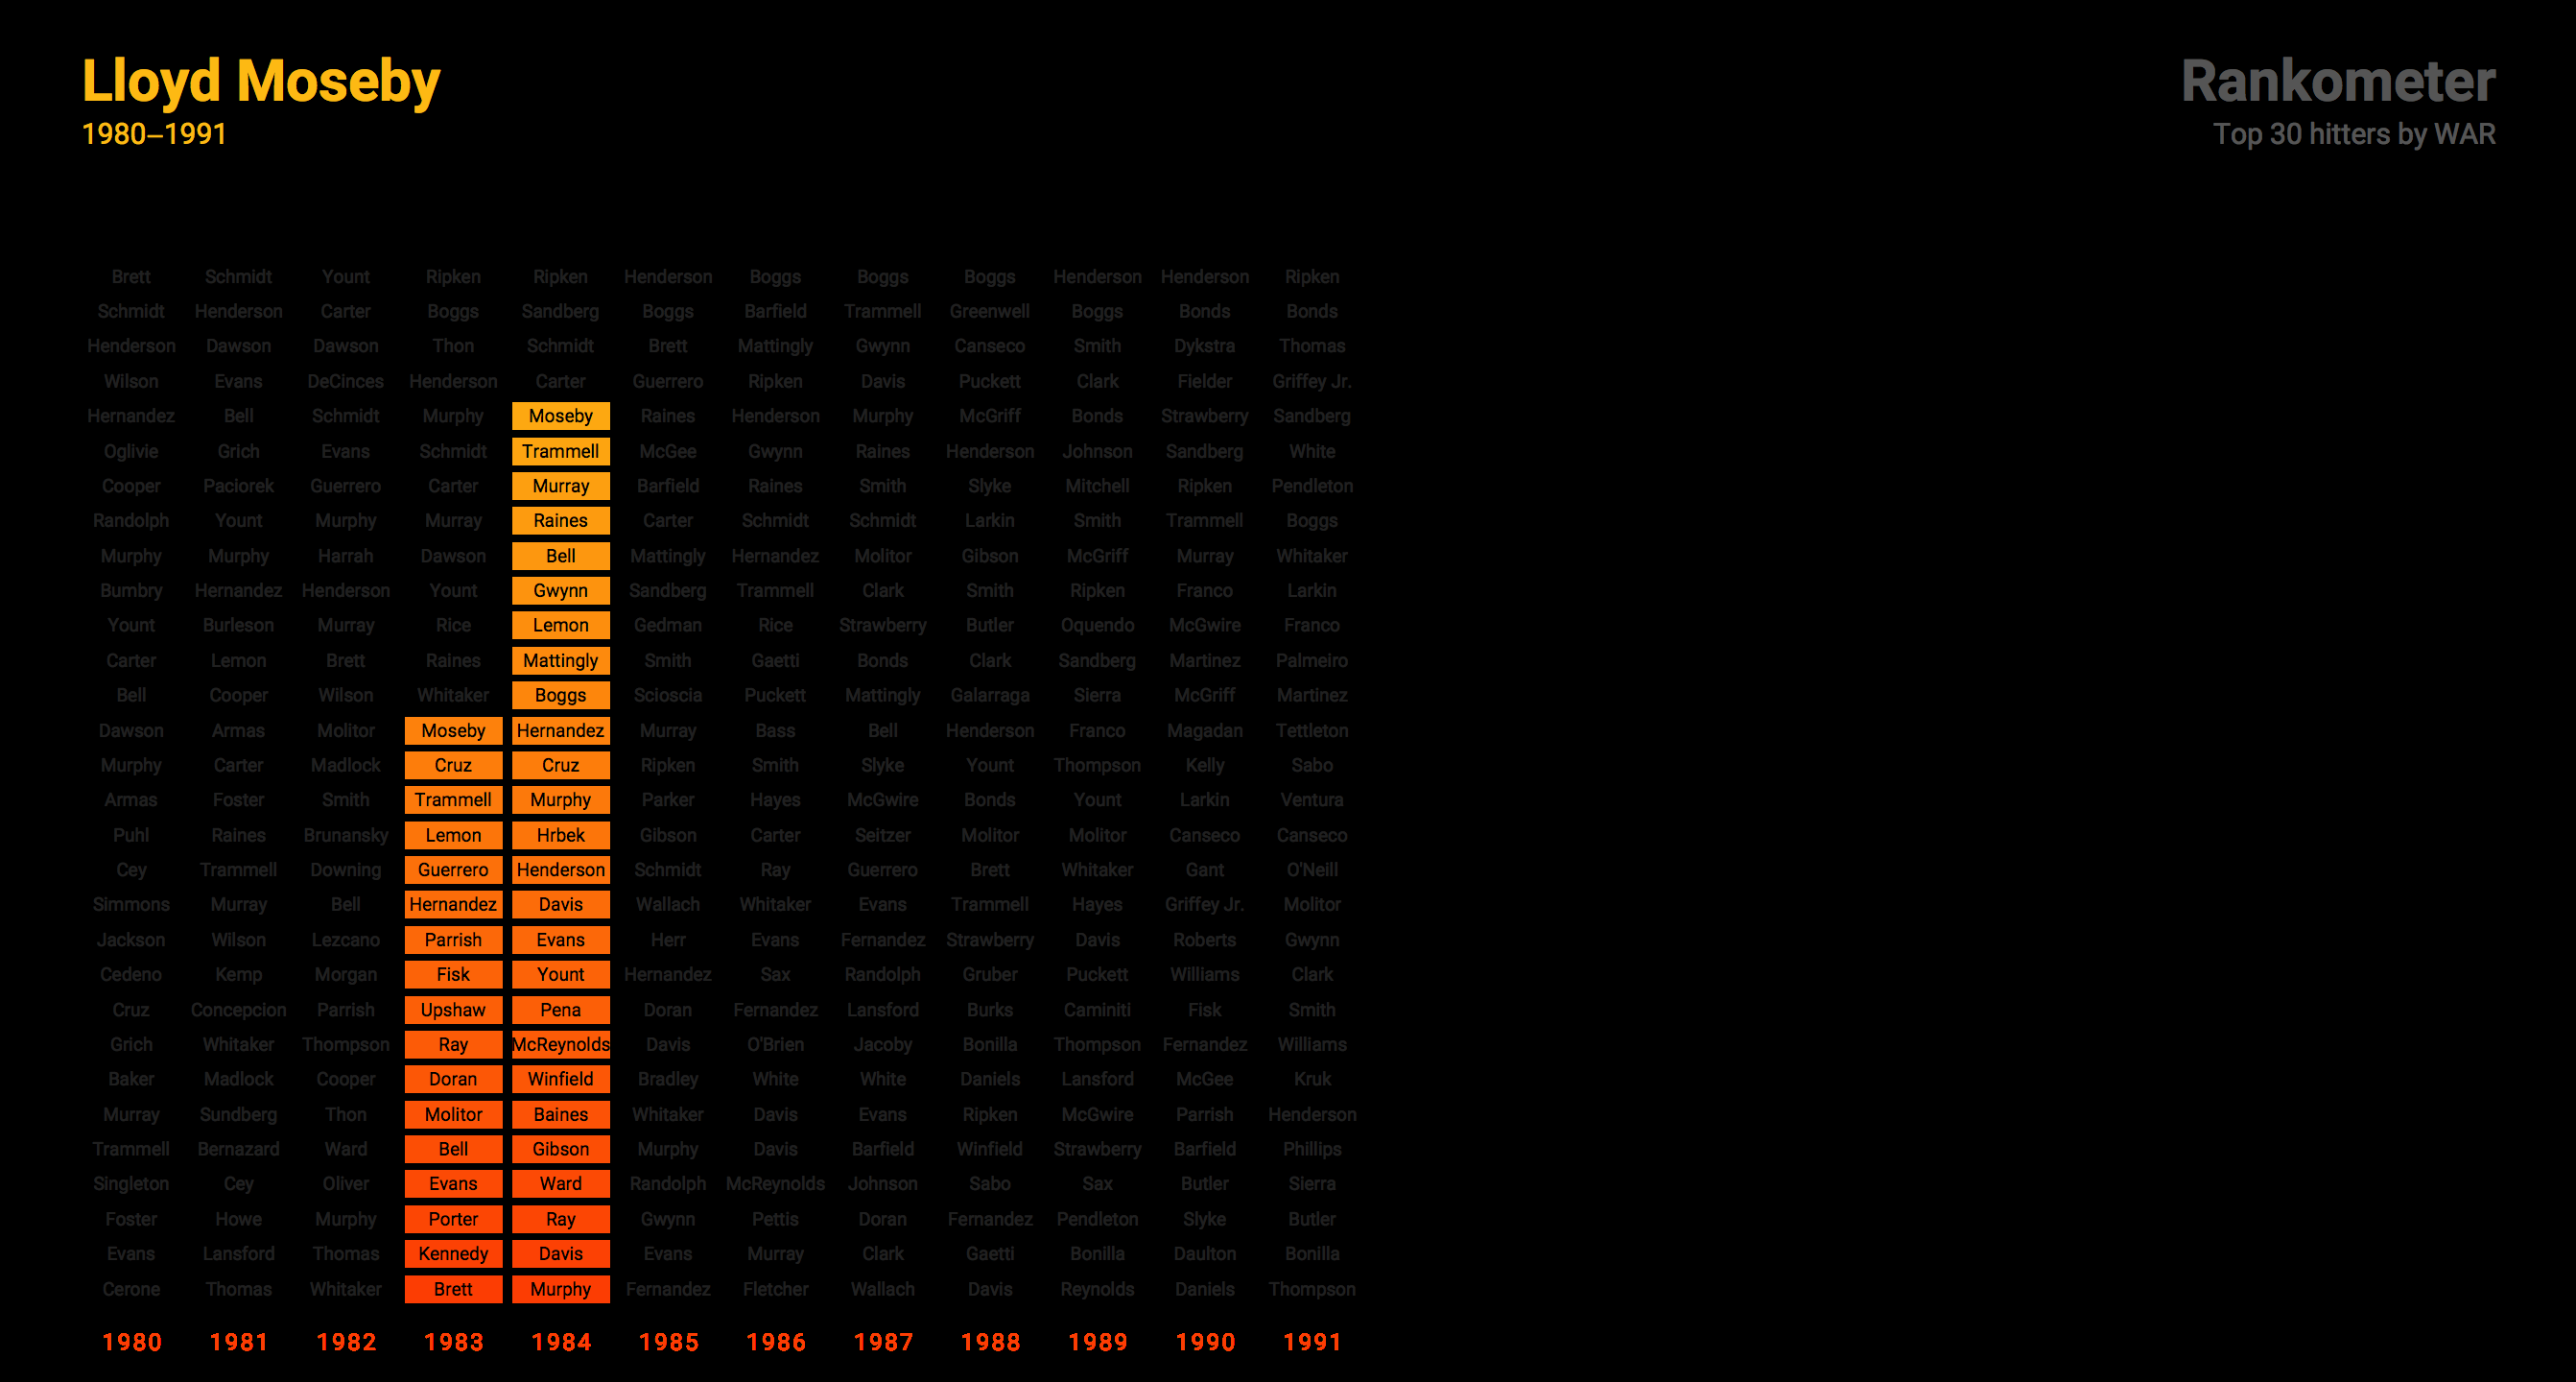 Lloyd Moseby
1980–1991
Rankometer
Top 30 hitters by WAR
Brett Schmidt Yount Ripken Ripken Henderson Boggs Boggs Boggs Henderson Henderson Ripken
Schmidt Henderson Carter Boggs Sandberg Boggs Barfield Trammell Greenwell Boggs Bonds Bonds
Henderson Dawson Dawson Thon Schmidt Brett Mattingly Gwynn Canseco Smith Dykstra Thomas
Wilson Evans DeCinces Henderson Carter Guerrero Ripken Davis Puckett Clark Fielder Griffey Jr.
Hernandez Bell Schmidt Murphy Moseby Raines Henderson Murphy McGriff Bonds Strawberry Sandberg
Oglivie Grich Evans Schmidt Trammell McGee Gwynn Raines Henderson Johnson Sandberg White
Cooper Paciorek Guerrero Carter Murray Barfield Raines Smith Slyke Mitchell Ripken Pendleton
Randolph Yount Murphy Murray Raines Carter Schmidt Schmidt Larkin Smith Trammell Boggs
Murphy Murphy Harrah Dawson Bell Mattingly Hernandez Molitor Gibson McGriff Murray Whitaker
Bumbry Hernandez Henderson Yount Gwynn Sandberg Trammell Clark Smith Ripken Franco Larkin
Yount Burleson Murray Rice Lemon Gedman Rice Strawberry Butler Oquendo McGwire Franco
Carter Lemon Brett Raines Mattingly Smith Gaetti Bonds Clark Sandberg Martinez Palmeiro
Bell Cooper Wilson Whitaker Boggs Scioscia Puckett Mattingly Galarraga Sierra McGriff Martinez
Dawson Armas Molitor Moseby Hernandez Murray Bass Bell Henderson Franco Magadan Tettleton
Murphy Carter Madlock Cruz Cruz Ripken Smith Slyke Yount Thompson Kelly Sabo
Armas Foster Smith Trammell Murphy Parker Hayes McGwire Bonds Yount Larkin Ventura
Puhl Raines Brunansky Lemon Hrbek Gibson Carter Seitzer Molitor Molitor Canseco Canseco
Cey Trammell Downing Guerrero Henderson Schmidt Ray Guerrero Brett Whitaker Gant O'Neill
Simmons Murray Bell Hernandez Davis Wallach Whitaker Evans Trammell Hayes Griffey Jr. Molitor
Jackson Wilson Lezcano Parrish Evans Herr Evans Fernandez Strawberry Davis Roberts Gwynn
Cedeno Kemp Morgan Fisk Yount Hernandez Sax Randolph Gruber Puckett Williams Clark
Cruz Concepcion Parrish Upshaw Pena Doran Fernandez Lansford Burks Caminiti Fisk Smith
Grich Whitaker Thompson Ray McReynolds Davis O'Brien Jacoby Bonilla Thompson Fernandez Williams
Baker Madlock Cooper Doran Winfield Bradley White White Daniels Lansford McGee Kruk
Murray Sundberg Thon Molitor Baines Whitaker Davis Evans Ripken McGwire Parrish Henderson
Trammell Bernazard Ward Bell Gibson Murphy Davis Barfield Winfield Strawberry Barfield Phillips
Singleton Cey Oliver Evans Ward Randolph McReynolds Johnson Sabo Sax Butler Sierra
Foster Howe Murphy Porter Ray Gwynn Pettis Doran Fernandez Pendleton Slyke Butler
Evans Lansford Thomas Kennedy Davis Evans Murray Clark Gaetti Bonilla Daulton Bonilla
Cerone Thomas Whitaker Brett Murphy Fernandez Fletcher Wallach Davis Reynolds Daniels Thompson
1980 1981 1982 1983 1984 1985 1986 1987 1988 1989 1990 1991